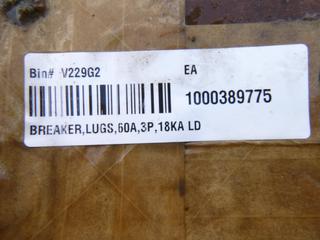 Bin# V229G2 EA
1000389775
BREAKER,LUGS,60A,3P,18KA LD